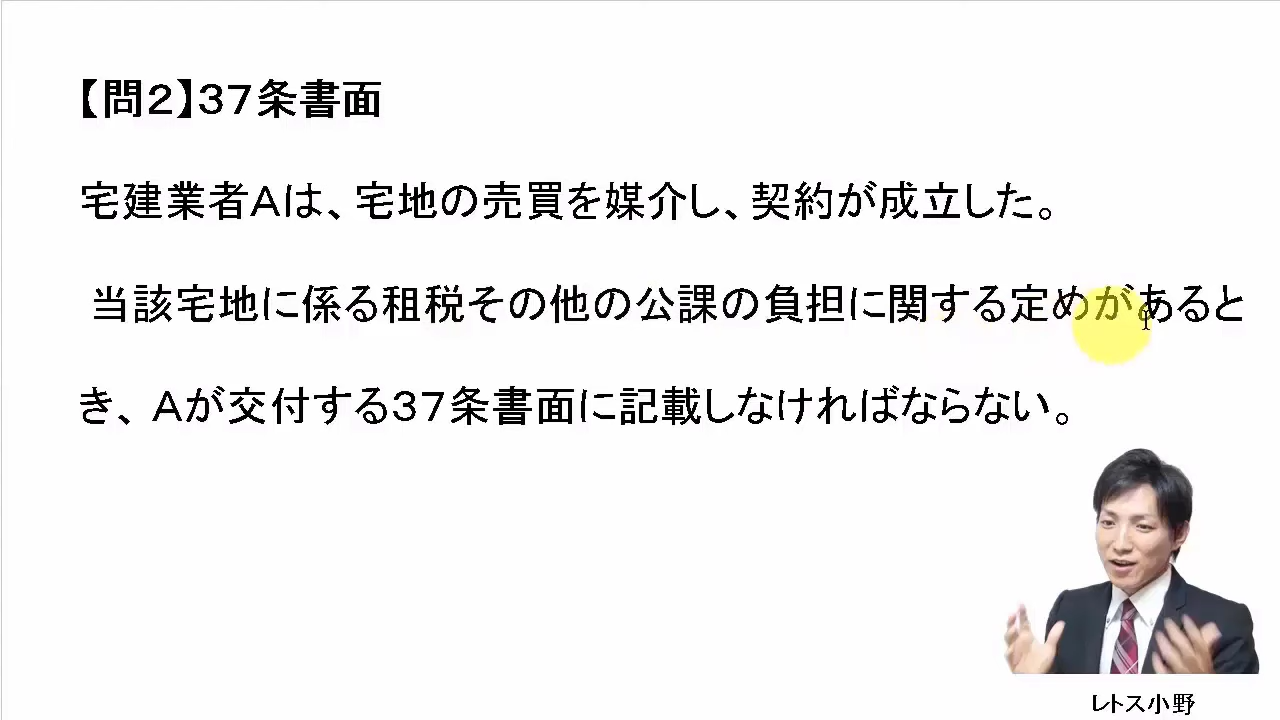 【問２】３７条書面
宅建業者Ａは、宅地の売買を媒介し、契約が成立した。
当該宅地に係る租税その他の公課の負担に関する定めがあると
き、Ａが交付する３７条書面に記載しなければならない。
レトス小野